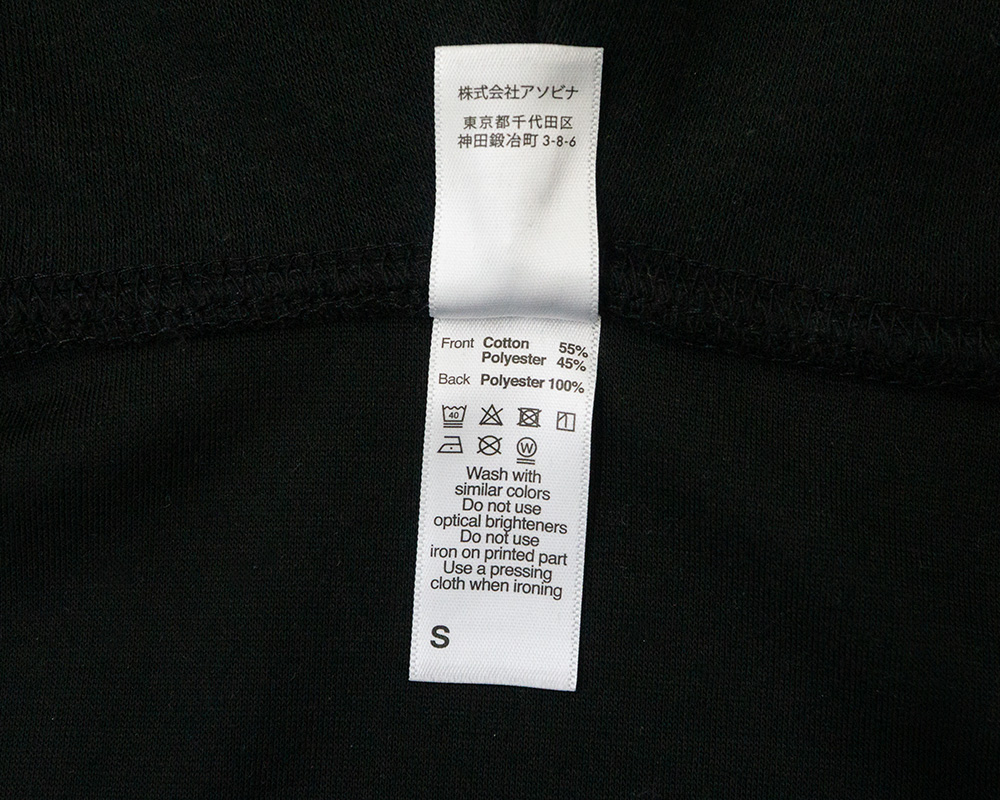 株式会社アソビナ
東京都千代田区
神田鍛冶町 3-8-6
Front Cotton 55%
Polyester 45%
Back Polyester 100%
40
W
Wash with
similar colors
Do not use
optical brighteners
Do not use
iron on printed part
Use a pressing
cloth when ironing
S